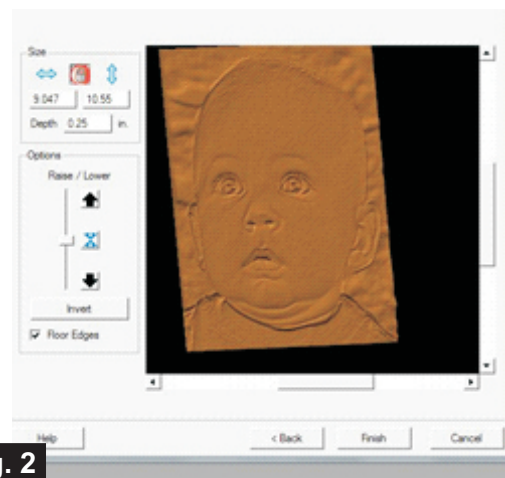 Size
9.047 10.55
Depth 0.25 in.
Options
Raise / Lower
Invert
Floor Edges
Help < Back Finish Cancel
g. 2